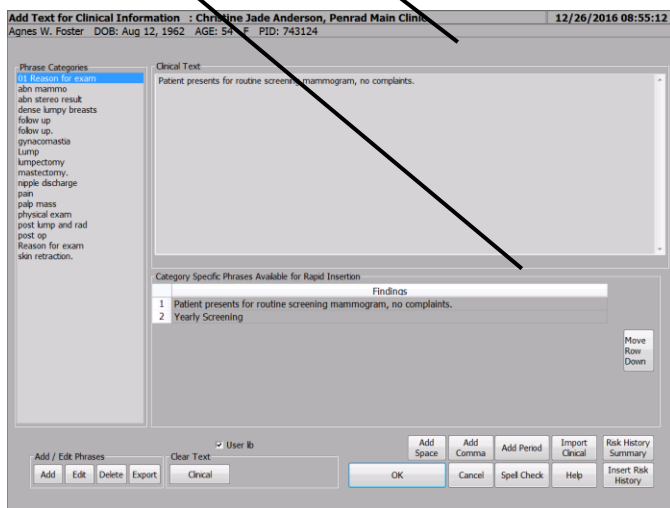 Add Text for Clinical Information : Christine Jade Anderson, Penrad Main Clinic 12/26/2016 08:55:12
Agnes W. Foster DOB: Aug 12, 1962 AGE: 54 F PID: 743124
Phrase Categories
01 Reason for exam
abn mammo
abn stereo result
dense lumpy breasts
follow up
follow up.
gynacomastia
Lump
lumpectomy
mastectomy.
nipple discharge
pain
palp mass
physical exam
post lump and rad
post op
Reason for exam
skin retraction.
Clinical Text
Patient presents for routine screening mammogram, no complaints.
Category Specific Phrases Available for Rapid Insertion
Findings
1 Patient presents for routine screening mammogram, no complaints.
2 Yearly Screening
Move
Row
Down
User lib
Add / Edit Phrases
Add Edit Delete Export
Clear Text
Clinical
Add Space
Add Comma
Add Period
Import Clinical
Risk History Summary
OK
Cancel
Spell Check
Help
Insert Risk History